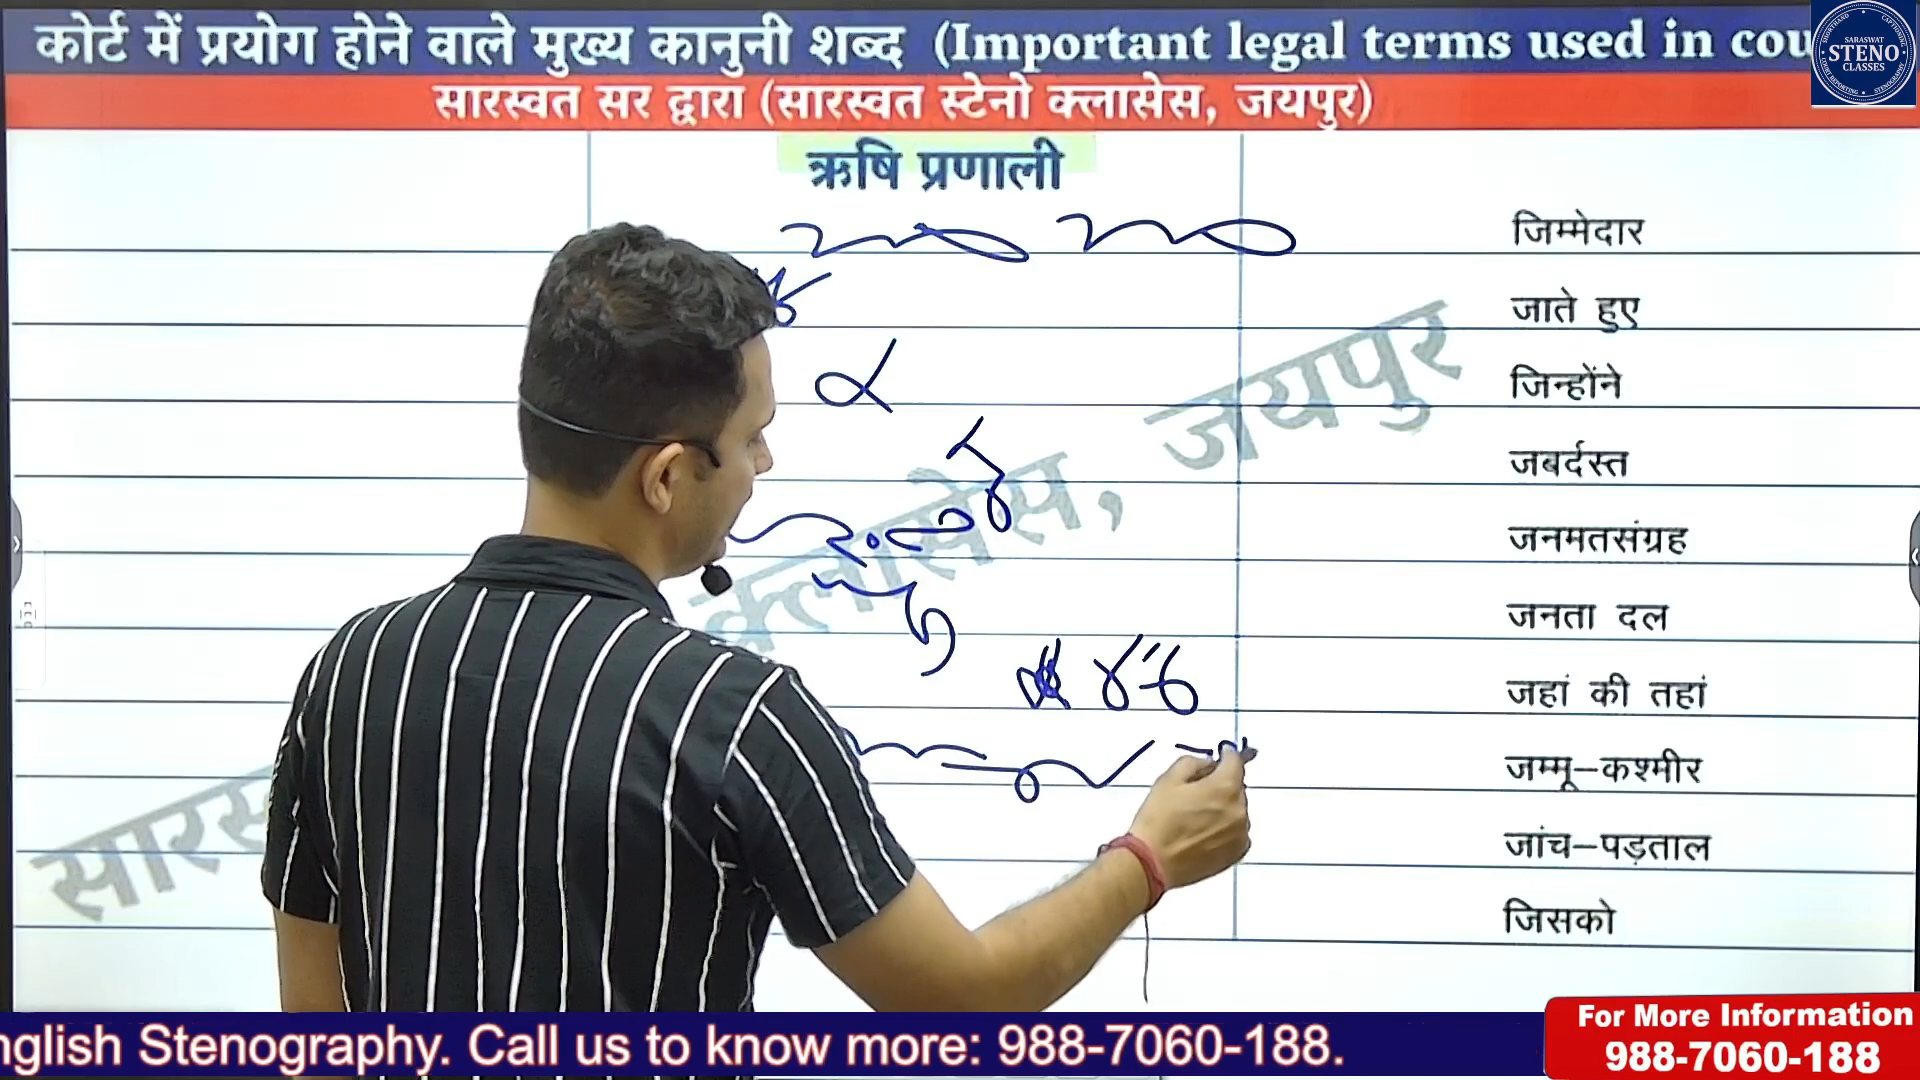 कोर्ट में प्रयोग होने वाले मुख्य कानुनी शब्द (Important legal terms used in cou
SARASWAT
STENO
CLASSES
सारस्वत सर द्वारा (सारस्वत स्टेनो क्लासेस, जयपुर)
ऋषि प्रणाली
जिम्मेदार
जाते हुए
जिन्होंने
जबर्दस्त
जनमतसंग्रह
जनता दल
जहां की तहां
जम्मू–कश्मीर
जांच–पड़ताल
जिसको
सारस
क्लासेस, जयपुर
nglish Stenography. Call us to know more: 988-7060-188.
For More Information
988-7060-188